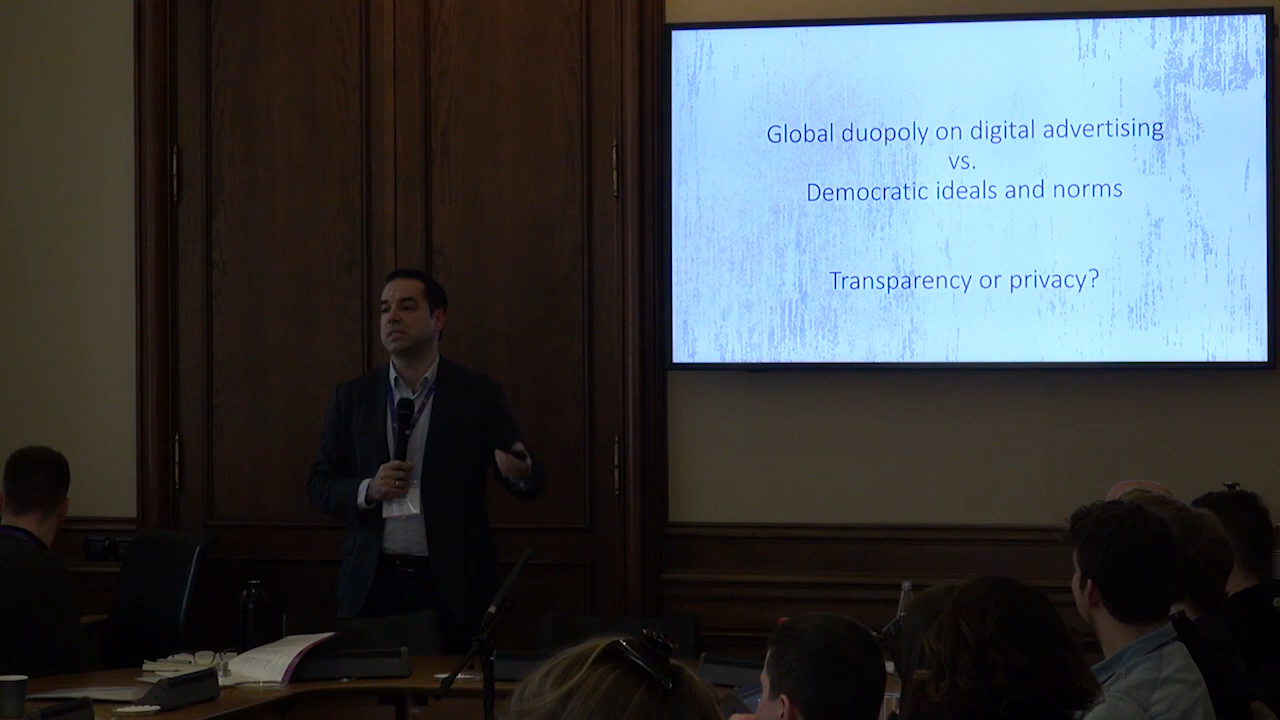 Global duopoly on digital advertising
vs.
Democratic ideals and norms
Transparency or privacy?